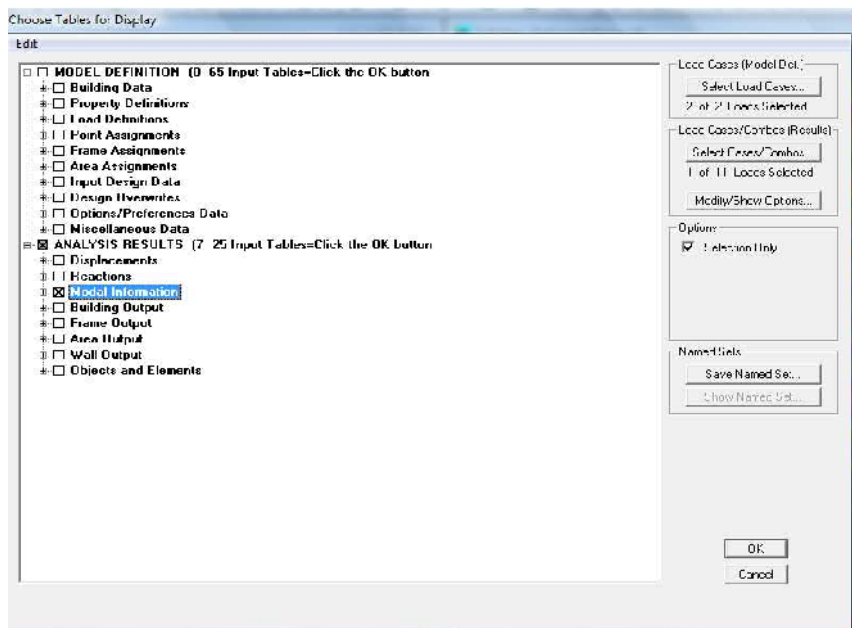 Choose Tables for Display
Edit
MODEL DEFINITION (0 65 Input Tables=Click the OK button
Building Data
Property Definitions
Load Definitions
Point Assignments
Frame Assignments
Area Assignments
Input Design Data
Design Overwrites
Options/Preferences Data
Miscellaneous Data
ANALYSIS RESULTS (7 25 Input Tables=Click the OK button
Displacements
Reactions
Modal Information
Building Output
Frame Output
Area Output
Wall Output
Objects and Elements
Load Cases (Model Def.)
Select Load Cases...
2 of 2 Loads Selected
Load Cases/Combos (Results)
Select Cases/Combos...
of 11 Loads Selected
Modify/Show Options...
Options
Selection Only
Named Sets
Save Named Set...
Show Named Set...
OK
Cancel